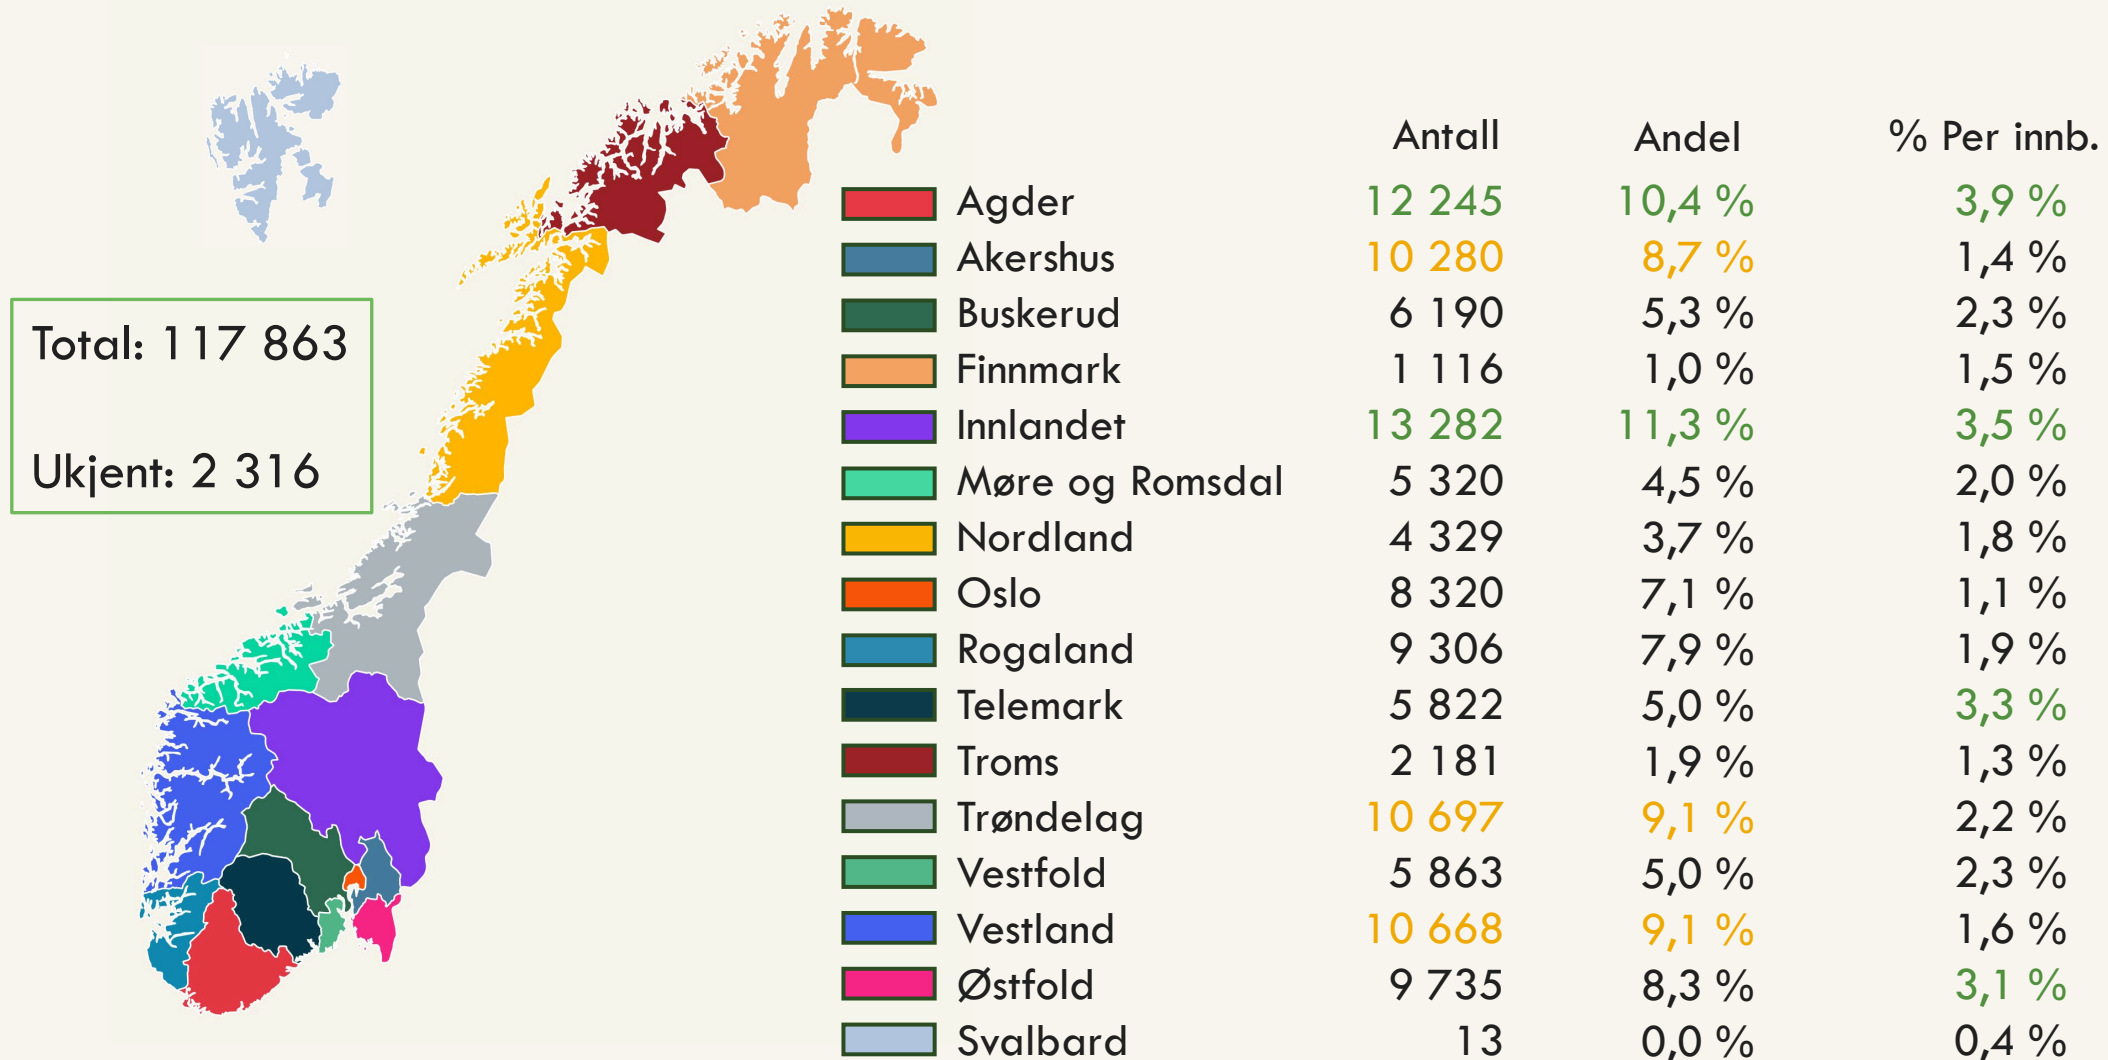 Total: 117 863
Ukjent: 2 316
Antall Andel % Per innb.
Agder 12 245 10,4 % 3,9 %
Akershus 10 280 8,7 % 1,4 %
Buskerud 6 190 5,3 % 2,3 %
Finnmark 1 116 1,0 % 1,5 %
Innlandet 13 282 11,3 % 3,5 %
Møre og Romsdal 5 320 4,5 % 2,0 %
Nordland 4 329 3,7 % 1,8 %
Oslo 8 320 7,1 % 1,1 %
Rogaland 9 306 7,9 % 1,9 %
Telemark 5 822 5,0 % 3,3 %
Troms 2 181 1,9 % 1,3 %
Trøndelag 10 697 9,1 % 2,2 %
Vestfold 5 863 5,0 % 2,3 %
Vestland 10 668 9,1 % 1,6 %
Østfold 9 735 8,3 % 3,1 %
Svalbard 13 0,0 % 0,4 %